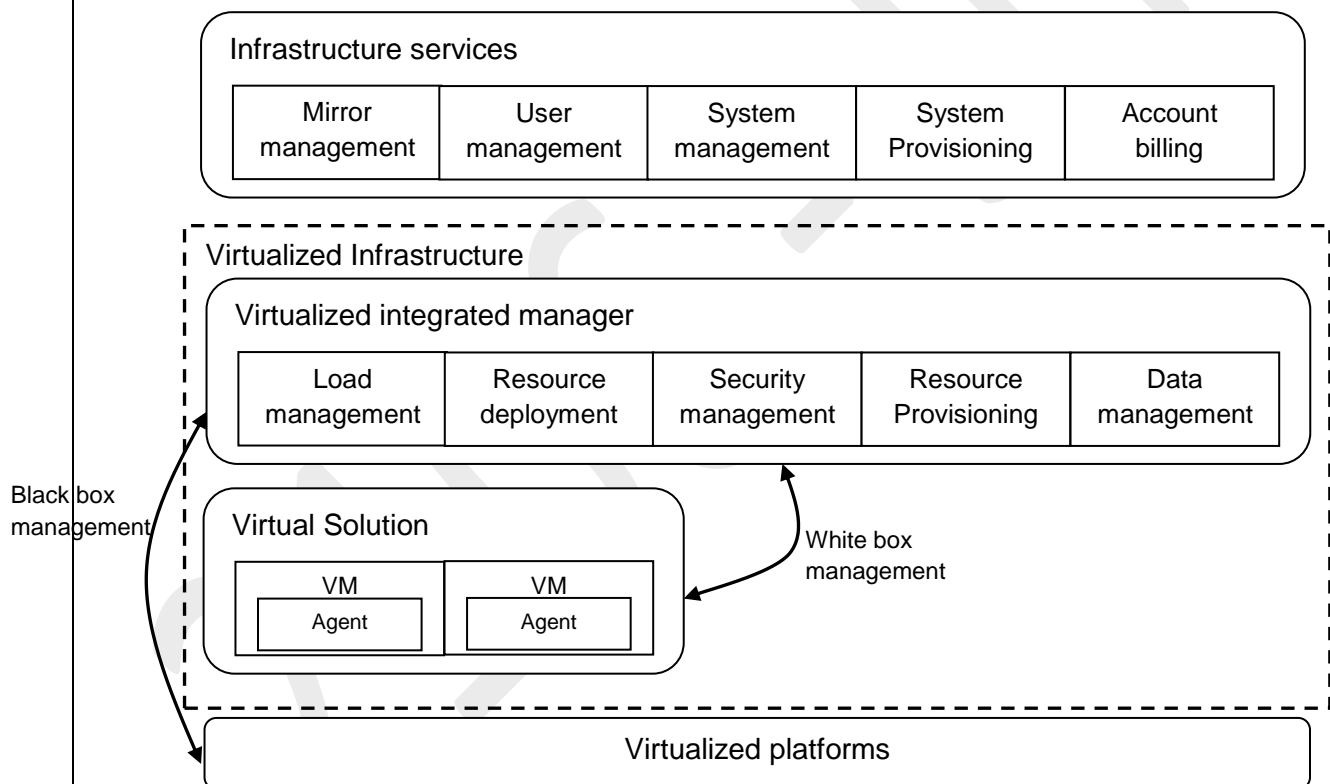 Infrastructure services
Mirror
management
User
management
System
management
System
Provisioning
Account
billing
Virtualized Infrastructure
Virtualized integrated manager
Load
management
Resource
deployment
Security
management
Resource
Provisioning
Data
management
Black box
management
Virtual Solution
VM
Agent
VM
Agent
White box
management
Virtualized platforms